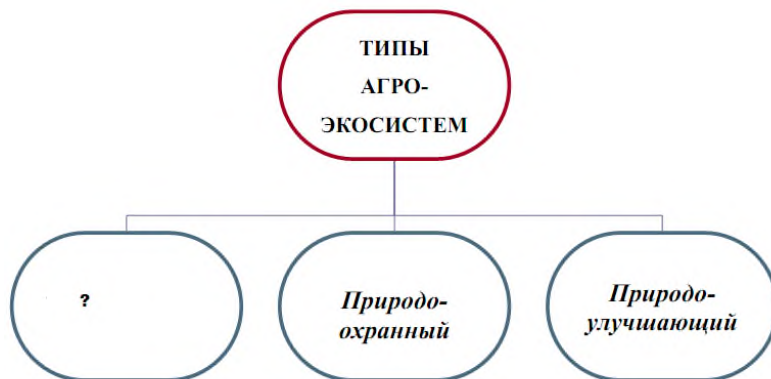 ТИПЫ
АГРО-
ЭКОСИСТЕМ
?
Природо-
охранный
Природо-
улучшающий